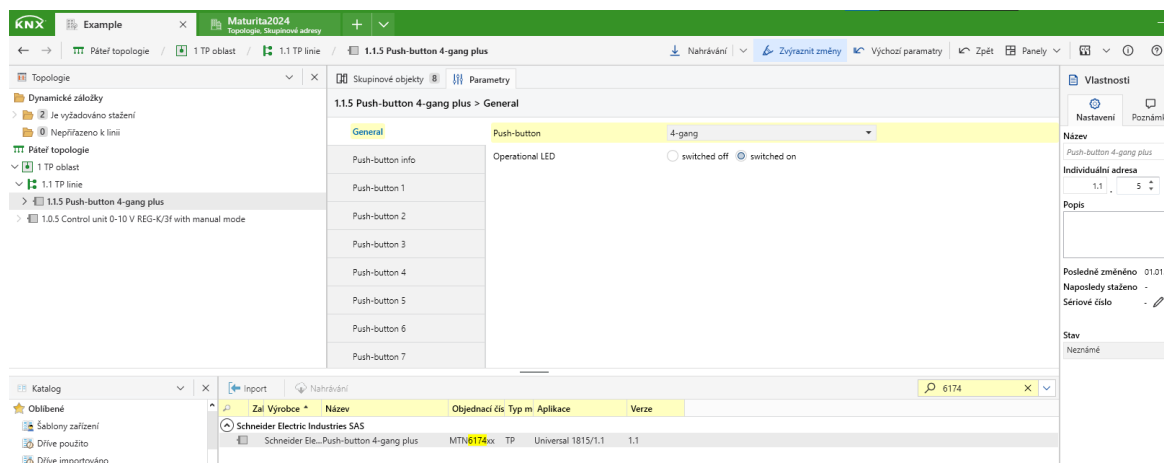 KNX Example × Maturita2024 +
Topologie, Skupinové adresy
Páteř topologie / 1 TP oblast / 1.1 TP linie / 1.1.5 Push-button 4-gang plus Nahrávání Zvýraznit změny Výchozí paramatry Zpět Panely
Topologie
Dynamické záložky
2 Je vyžadováno stažení
0 Nepřiřazeno k linii
Páteř topologie
1 TP oblast
1.1 TP linie
1.1.5 Push-button 4-gang plus
1.0.5 Control unit 0-10 V REG-K/3f with manual mode
Skupinové objekty 8 Parametry
1.1.5 Push-button 4-gang plus > General
General
Push-button info
Push-button 1
Push-button 2
Push-button 3
Push-button 4
Push-button 5
Push-button 6
Push-button 7
Push-button 4-gang
Operational LED switched off switched on
Vlastnosti
Nastavení Poznámk
Název
Push-button 4-gang plus
Individuální adresa
1.1 . 5
Popis
Posledně změněno 01.01
Naposledy staženo -
Sériové číslo -
Stav
Neznámé
Katalog
Oblíbené
Šablony zařízení
Dříve použito
Dříve importováno
Inport Nahrávání 6174
Zal Výrobce Název Objednací čís Typ m Aplikace Verze
Schneider Electric Industries SAS
Schneider Ele... Push-button 4-gang plus MTN6174xx TP Universal 1815/1.1 1.1